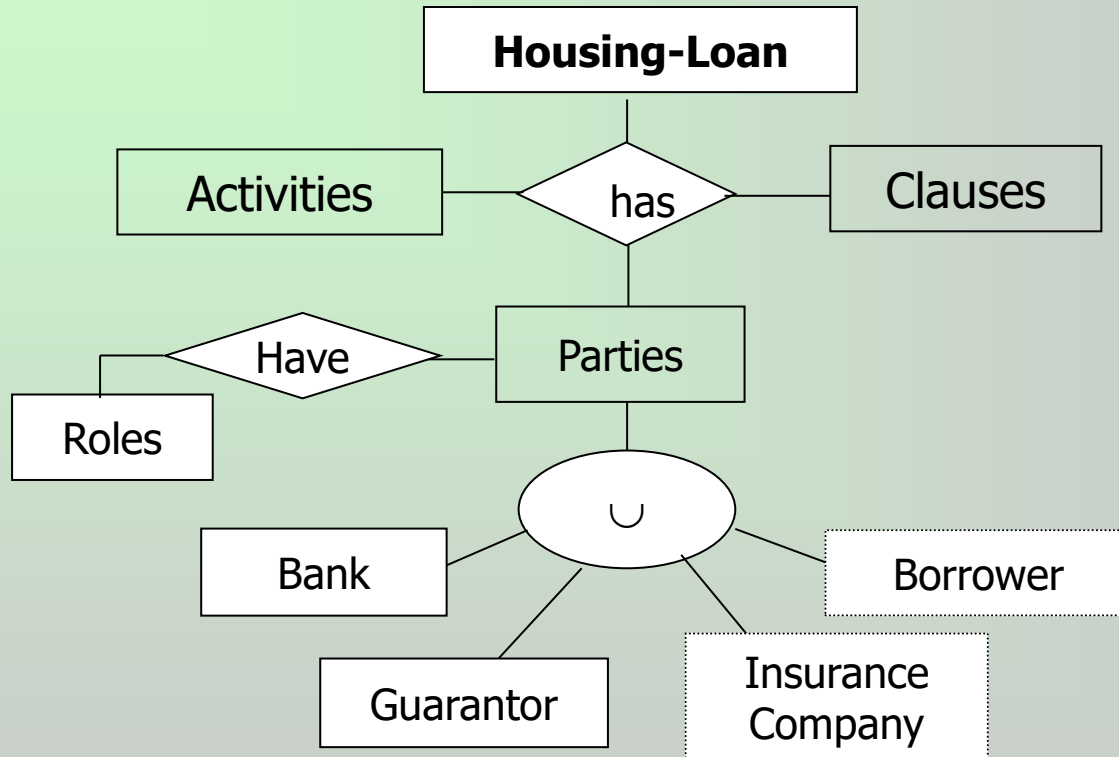 Housing-Loan
Activities
has
Clauses
Have
Parties
Roles
∪
Bank
Borrower
Guarantor
Insurance
Company